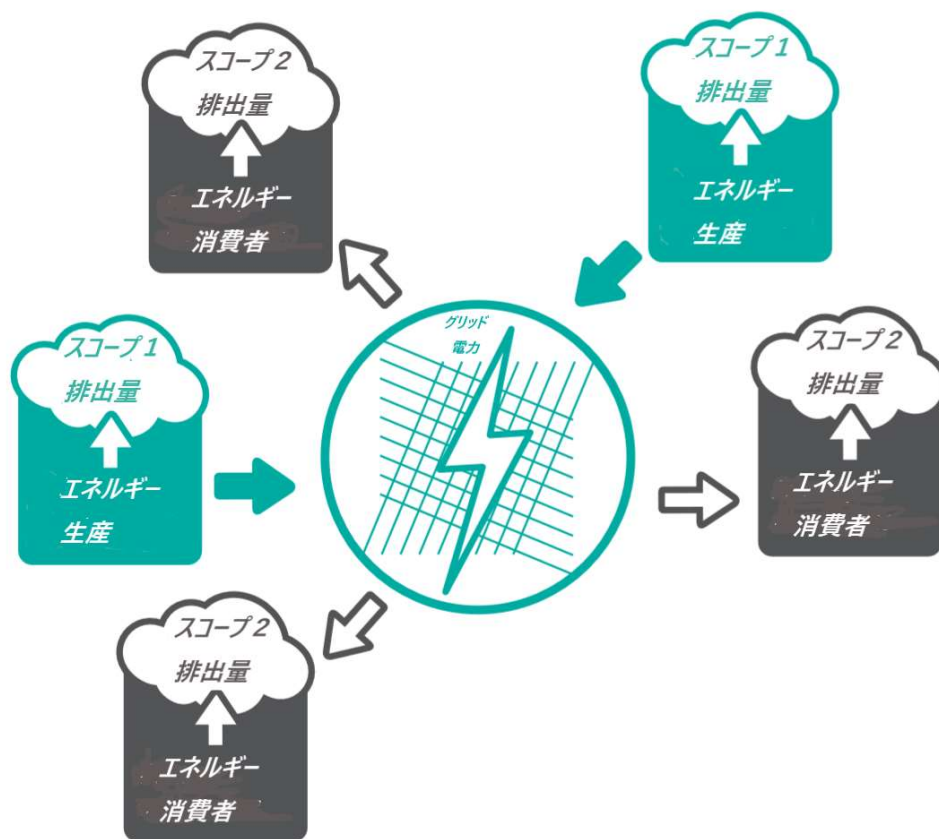 スコープ2
排出量
エネルギー
消費者
スコープ1
排出量
エネルギー
生産
グリッド
電力
スコープ1
排出量
エネルギー
生産
スコープ2
排出量
エネルギー
消費者
スコープ2
排出量
エネルギー
消費者